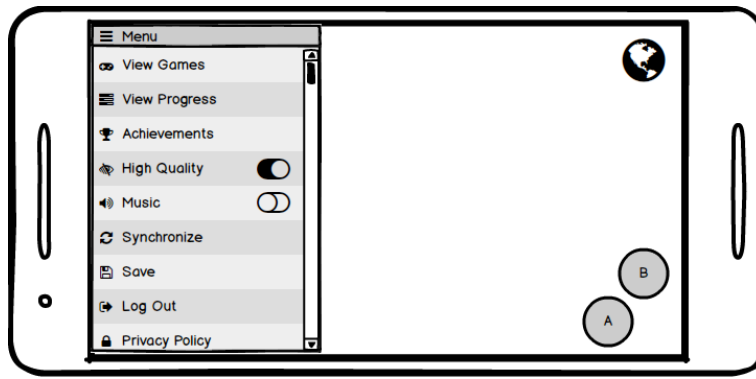 Menu
View Games
View Progress
Achievements
High Quality
Music
Synchronize
Save
Log Out
Privacy Policy
B
A